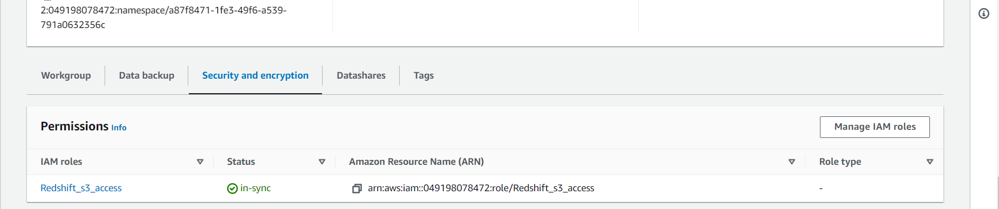 2:049198078472:namespace/a87f8471-1fe3-49f6-a539-
791a0632356c
Workgroup
Data backup
Security and encryption
Datashares
Tags
Permissions Info
Manage IAM roles
IAM roles
Status
Amazon Resource Name (ARN)
Role type
Redshift_s3_access
in-sync
arn:aws:iam::049198078472:role/Redshift_s3_access
-